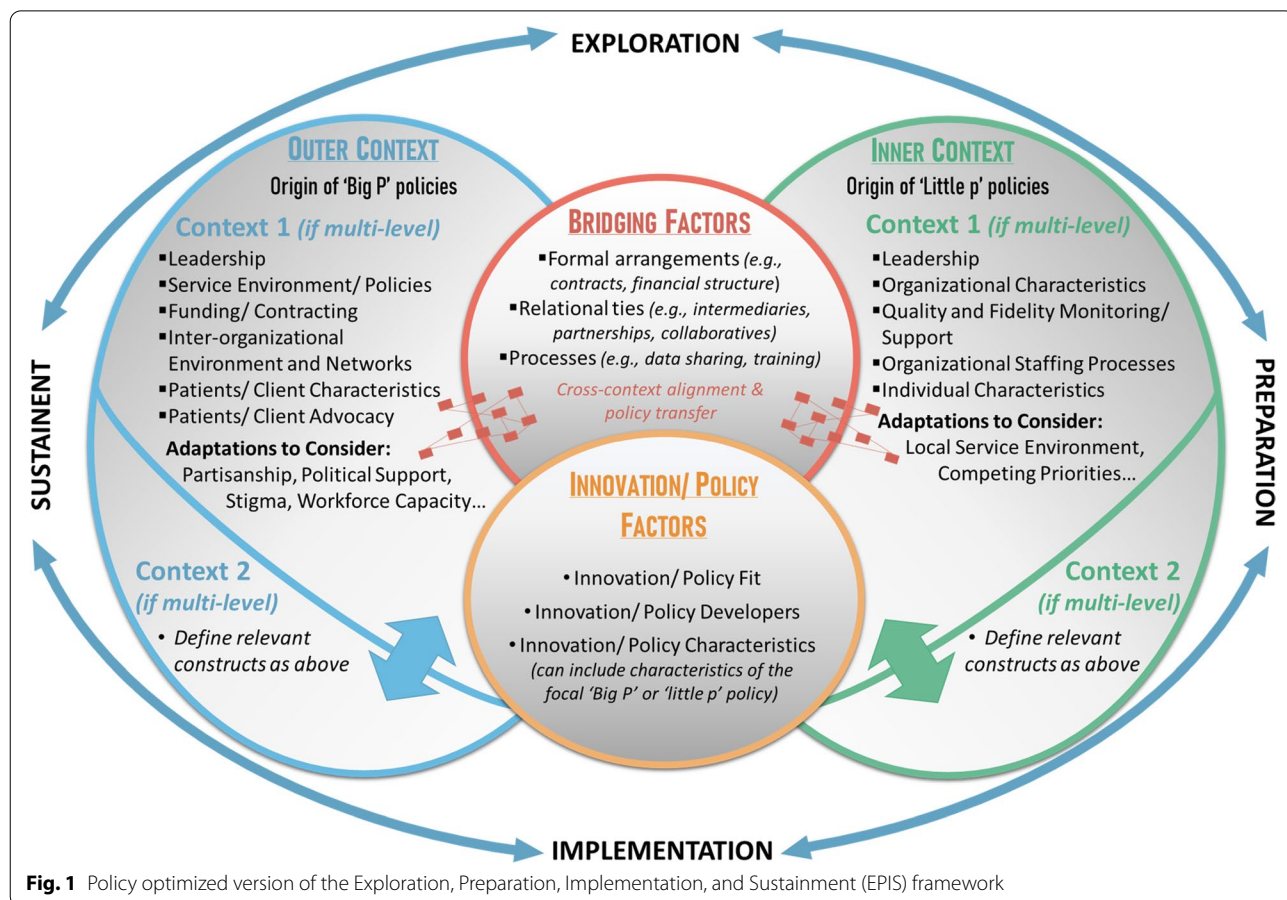 EXPLORATION
OUTER CONTEXT
Origin of 'Big P' policies
Context 1 (if multi-level)
▪Leadership
▪Service Environment/ Policies
▪Funding/ Contracting
▪Inter-organizational
Environment and Networks
▪Patients/ Client Characteristics
▪Patients/ Client Advocacy
Adaptations to Consider:
Partisanship, Political Support,
Stigma, Workforce Capacity...
Context 2
(if multi-level)
• Define relevant
constructs as above
BRIDGING FACTORS
▪Formal arrangements (e.g.,
contracts, financial structure)
▪Relational ties (e.g., intermediaries,
partnerships, collaboratives)
▪Processes (e.g., data sharing, training)
Cross-context alignment &
policy transfer
INNOVATION/ POLICY
FACTORS
• Innovation/ Policy Fit
• Innovation/ Policy Developers
• Innovation/ Policy Characteristics
(can include characteristics of the
focal 'Big P' or 'little p' policy)
INNER CONTEXT
Origin of 'Little p' policies
Context 1 (if multi-level)
▪Leadership
▪Organizational Characteristics
▪Quality and Fidelity Monitoring/
Support
▪Organizational Staffing Processes
▪Individual Characteristics
Adaptations to Consider:
Local Service Environment,
Competing Priorities...
Context 2
(if multi-level)
• Define relevant
constructs as above
PREPARATION
SUSTAINENT
IMPLEMENTATION
Fig. 1 Policy optimized version of the Exploration, Preparation, Implementation, and Sustainment (EPIS) framework